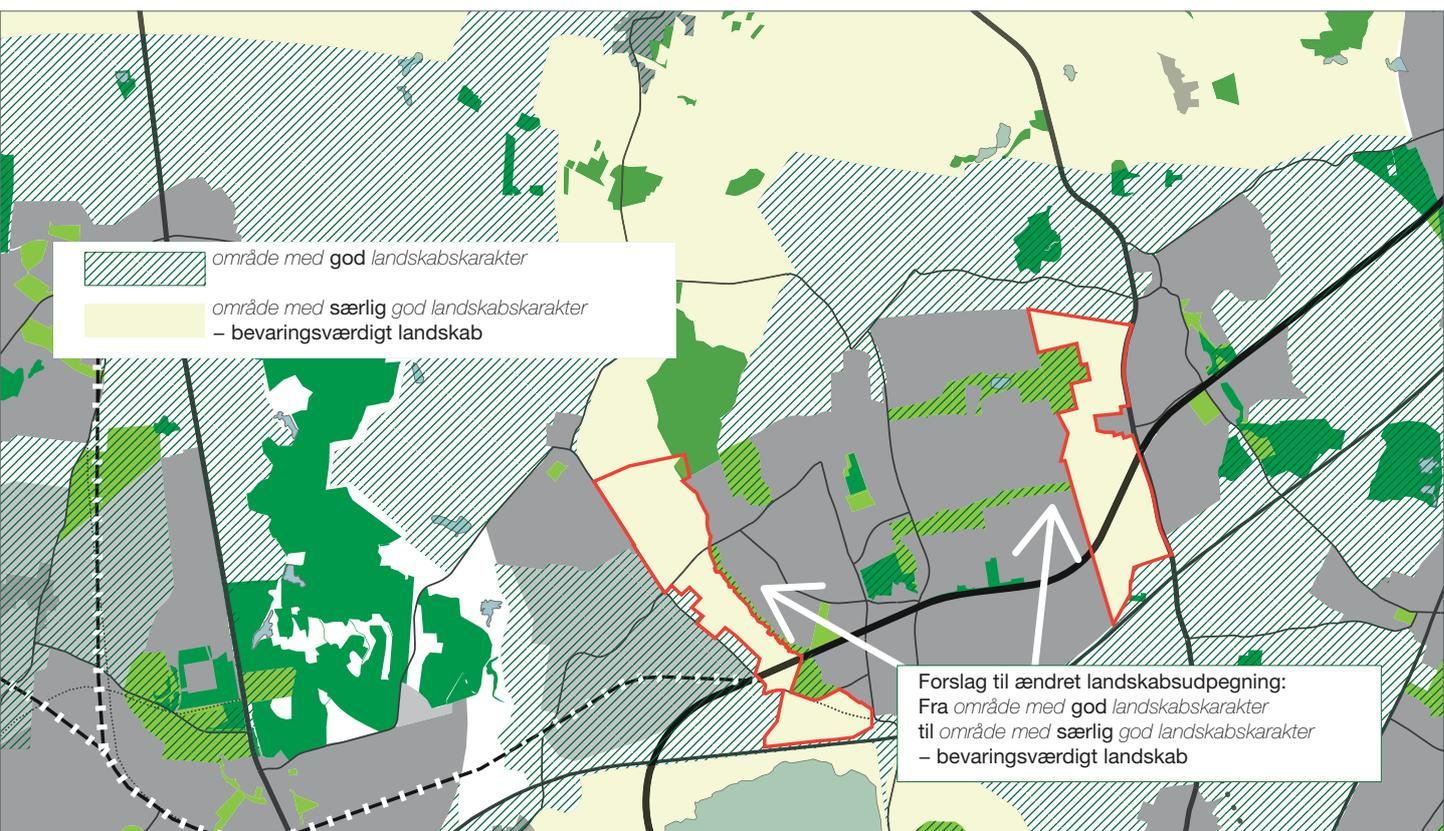 område med god landskabskarakter
område med særlig god landskabskarakter
– bevaringsværdigt landskab
Forslag til ændret landskabsudpegning:
Fra område med god landskabskarakter
til område med særlig god landskabskarakter
– bevaringsværdigt landskab